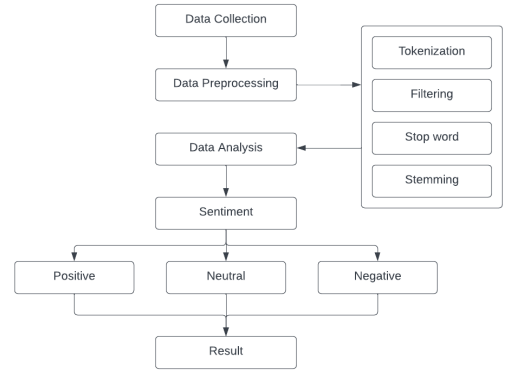 Data Collection
Data Preprocessing
Tokenization
Filtering
Stop word
Stemming
Data Analysis
Sentiment
Positive
Neutral
Negative
Result